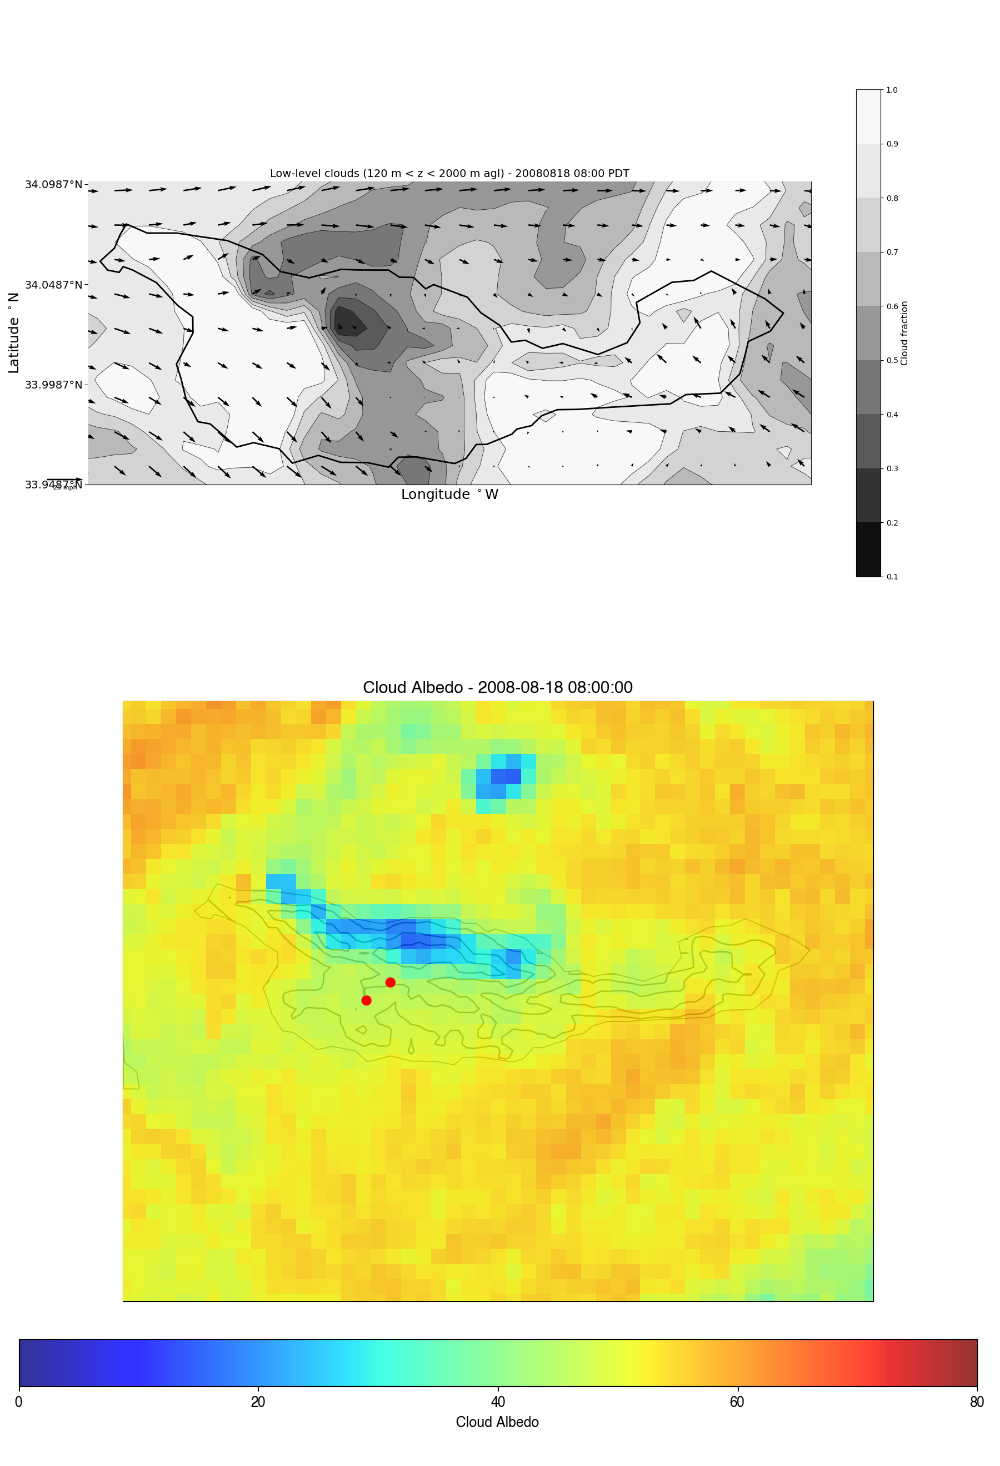 Low-level clouds (120 m < z < 2000 m agl) - 20080818 08:00 PDT
34.0987°N
34.0487°N
33.9987°N
33.9487°N
Latitude °N
Longitude °W
1.0
0.9
0.8
0.7
0.6
0.5
0.4
0.3
0.2
0.1
Cloud fraction
Cloud Albedo - 2008-08-18 08:00:00
0 20 40 60 80
Cloud Albedo